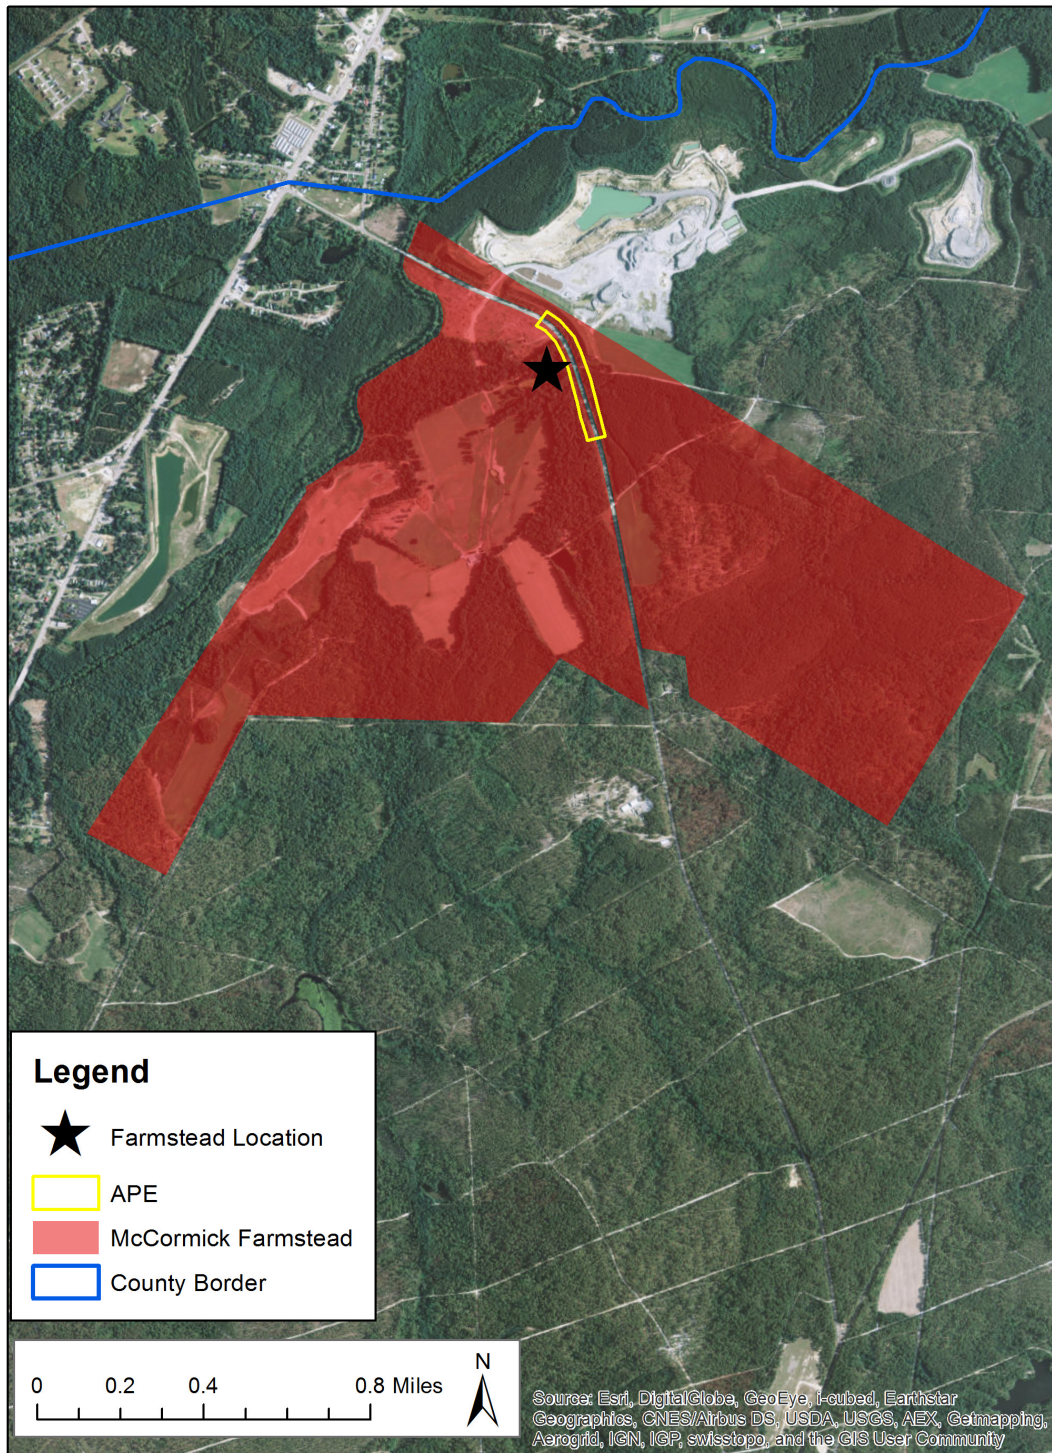 Legend
Farmstead Location
APE
McCormick Farmstead
County Border
0 0.2 0.4 0.8 Miles
N
Source: Esri, DigitalGlobe, GeoEye, i-cubed, Earthstar
Geographics, CNES/Airbus DS, USDA, USGS, AEX, Getmapping,
Aerogrid, IGN, IGP, swisstopo, and the GIS User Community